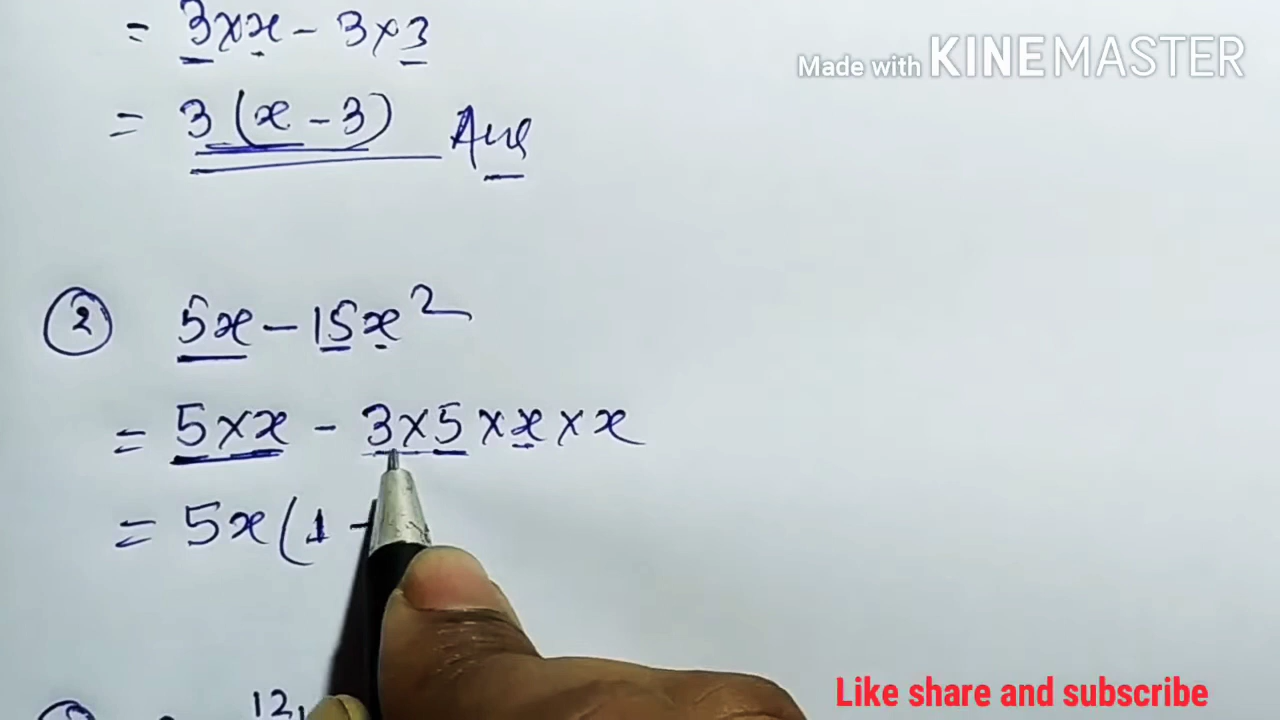 = 3×x - 3×3
Made with KINEMASTER
= 3(x - 3) Ans
② 5x - 15x²
= 5×x - 3×5×x×x
= 5x(1 -
12
Like share and subscribe